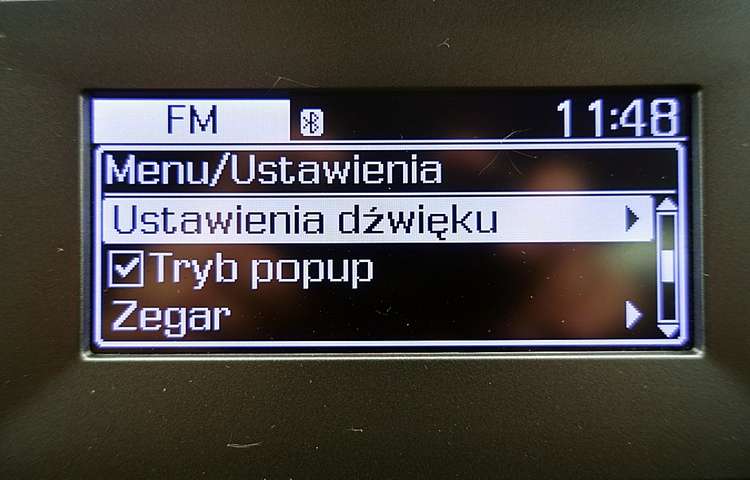 FM 11:48
Menu/Ustawienia
Ustawienia dźwięku
Tryb popup
Zegar